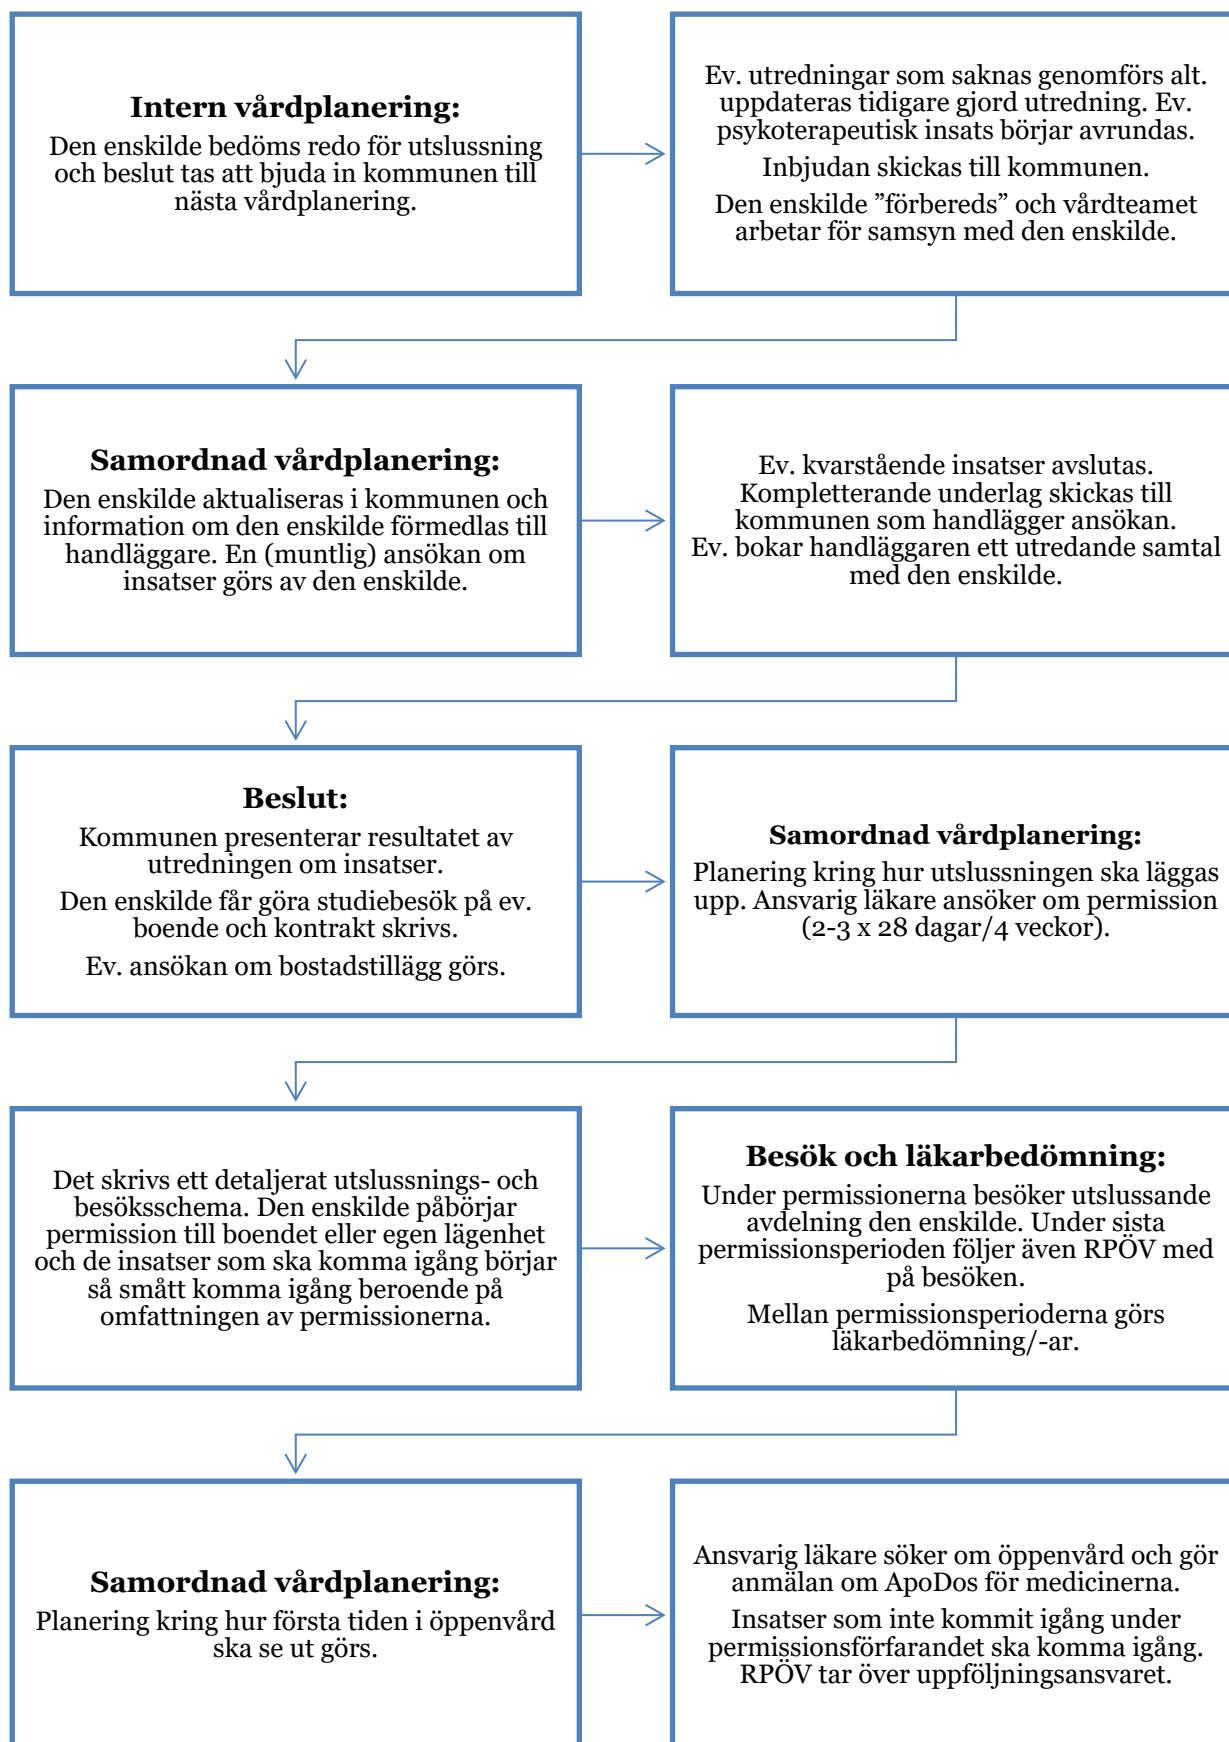 Intern vårdplanering:
Den enskilde bedöms redo för utslussning
och beslut tas att bjuda in kommunen till
nästa vårdplanering.
Ev. utredningar som saknas genomförs alt.
uppdateras tidigare gjord utredning. Ev.
psykoterapeutisk insats börjar avrundas.
Inbjudan skickas till kommunen.
Den enskilde ”förbereds” och vårdteamet
arbetar för samsyn med den enskilde.
Samordnad vårdplanering:
Den enskilde aktualiseras i kommunen och
information om den enskilde förmedlas till
handläggare. En (muntlig) ansökan om
insatser görs av den enskilde.
Ev. kvarstående insatser avslutas.
Kompletterande underlag skickas till
kommunen som handlägger ansökan.
Ev. bokar handläggaren ett utredande samtal
med den enskilde.
Beslut:
Kommunen presenterar resultatet av
utredningen om insatser.
Den enskilde får göra studiebesök på ev.
boende och kontrakt skrivs.
Ev. ansökan om bostadstillägg görs.
Samordnad vårdplanering:
Planering kring hur utslussningen ska läggas
upp. Ansvarig läkare ansöker om permission
(2-3 x 28 dagar/4 veckor).
Det skrivs ett detaljerat utslussnings- och
besöksschema. Den enskilde påbörjar
permission till boendet eller egen lägenhet
och de insatser som ska komma igång börjar
så smått komma igång beroende på
omfattningen av permissionerna.
Besök och läkarbedömning:
Under permissionerna besöker utslussande
avdelning den enskilde. Under sista
permissionsperioden följer även RPÖV med
på besöken.
Mellan permissionsperioderna görs
läkarbedömning/-ar.
Samordnad vårdplanering:
Planering kring hur första tiden i öppenvård
ska se ut görs.
Ansvarig läkare söker om öppenvård och gör
anmälan om ApoDos för medicinerna.
Insatser som inte kommit igång under
permissionsförfarandet ska komma igång.
RPÖV tar över uppföljningsansvaret.